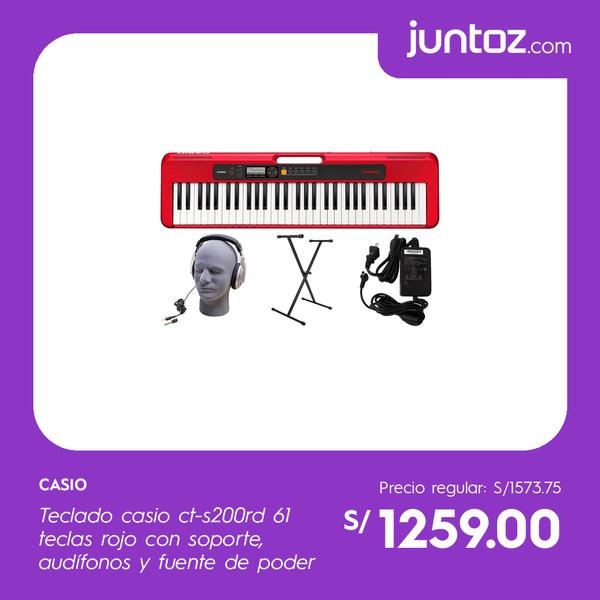 juntoz.com
CASIO
CASIO
Precio regular: S/1573.75
Teclado casio ct-s200rd 61
teclas rojo con soporte,
audífonos y fuente de poder
S/1259.00